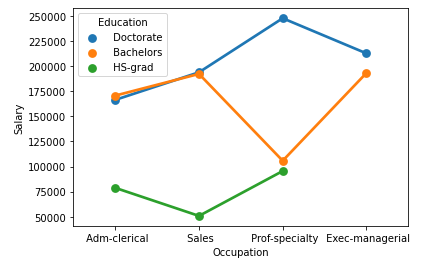 Education
Doctorate
Bachelors
HS-grad
250000
225000
200000
175000
150000
125000
100000
75000
50000
Salary
Adm-clerical Sales Prof-specialty Exec-managerial
Occupation